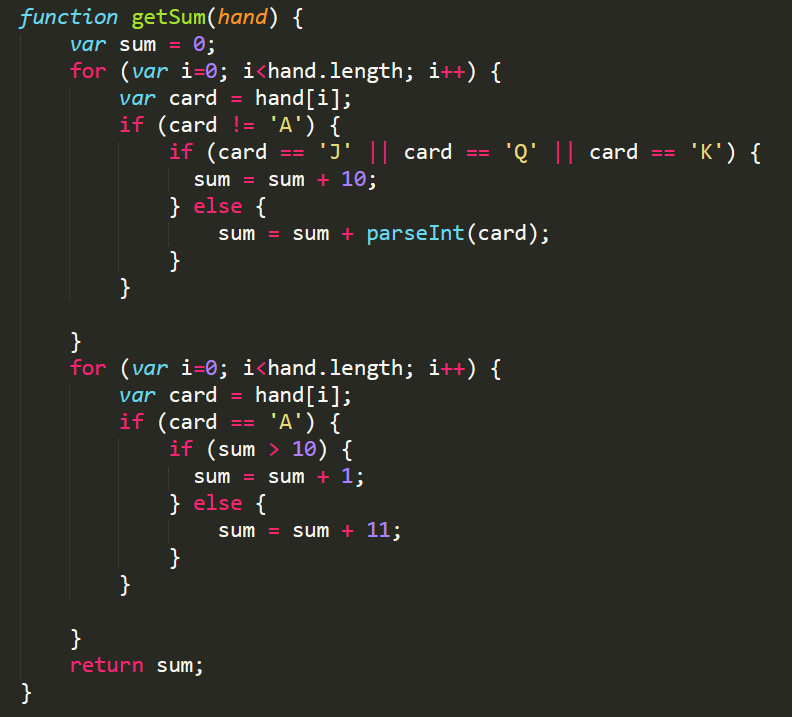 function getSum(hand) {
    var sum = 0;
    for (var i=0; i<hand.length; i++) {
        var card = hand[i];
        if (card != 'A') {
            if (card == 'J' || card == 'Q' || card == 'K') {
              sum = sum + 10;
            } else {
                sum = sum + parseInt(card);
            }
        }

    }
    for (var i=0; i<hand.length; i++) {
        var card = hand[i];
        if (card == 'A') {
            if (sum > 10) {
              sum = sum + 1;
            } else {
                sum = sum + 11;
            }
        }

    }
    return sum;
}